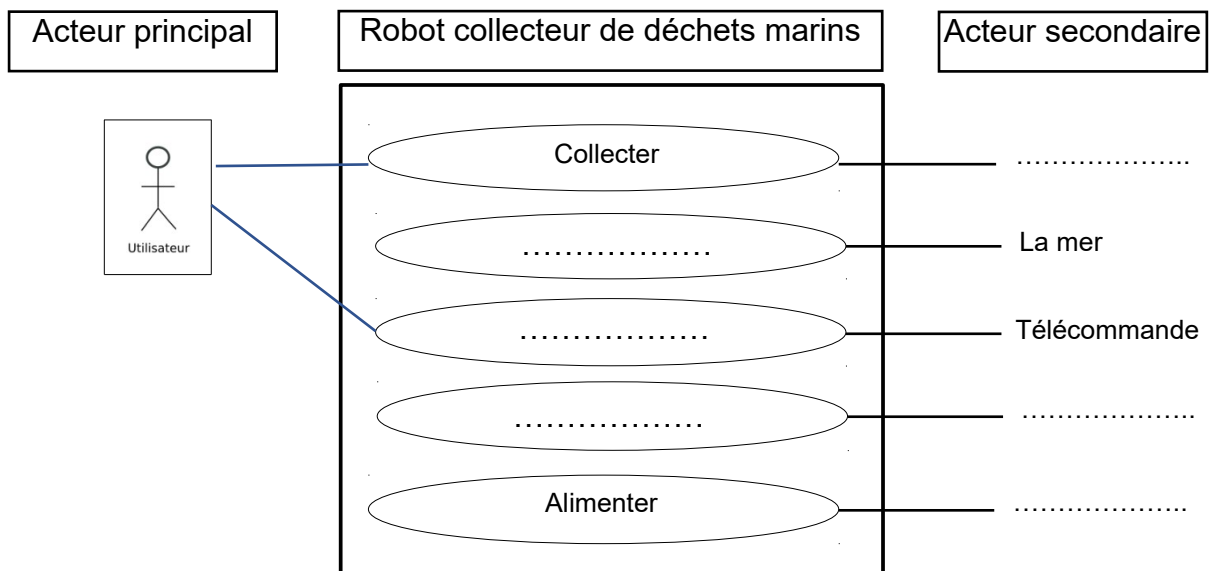 Acteur principal
Robot collecteur de déchets marins
Acteur secondaire
Utilisateur
Collecter
………………..
………………
La mer
………………
Télécommande
………………
………………..
Alimenter
………………..